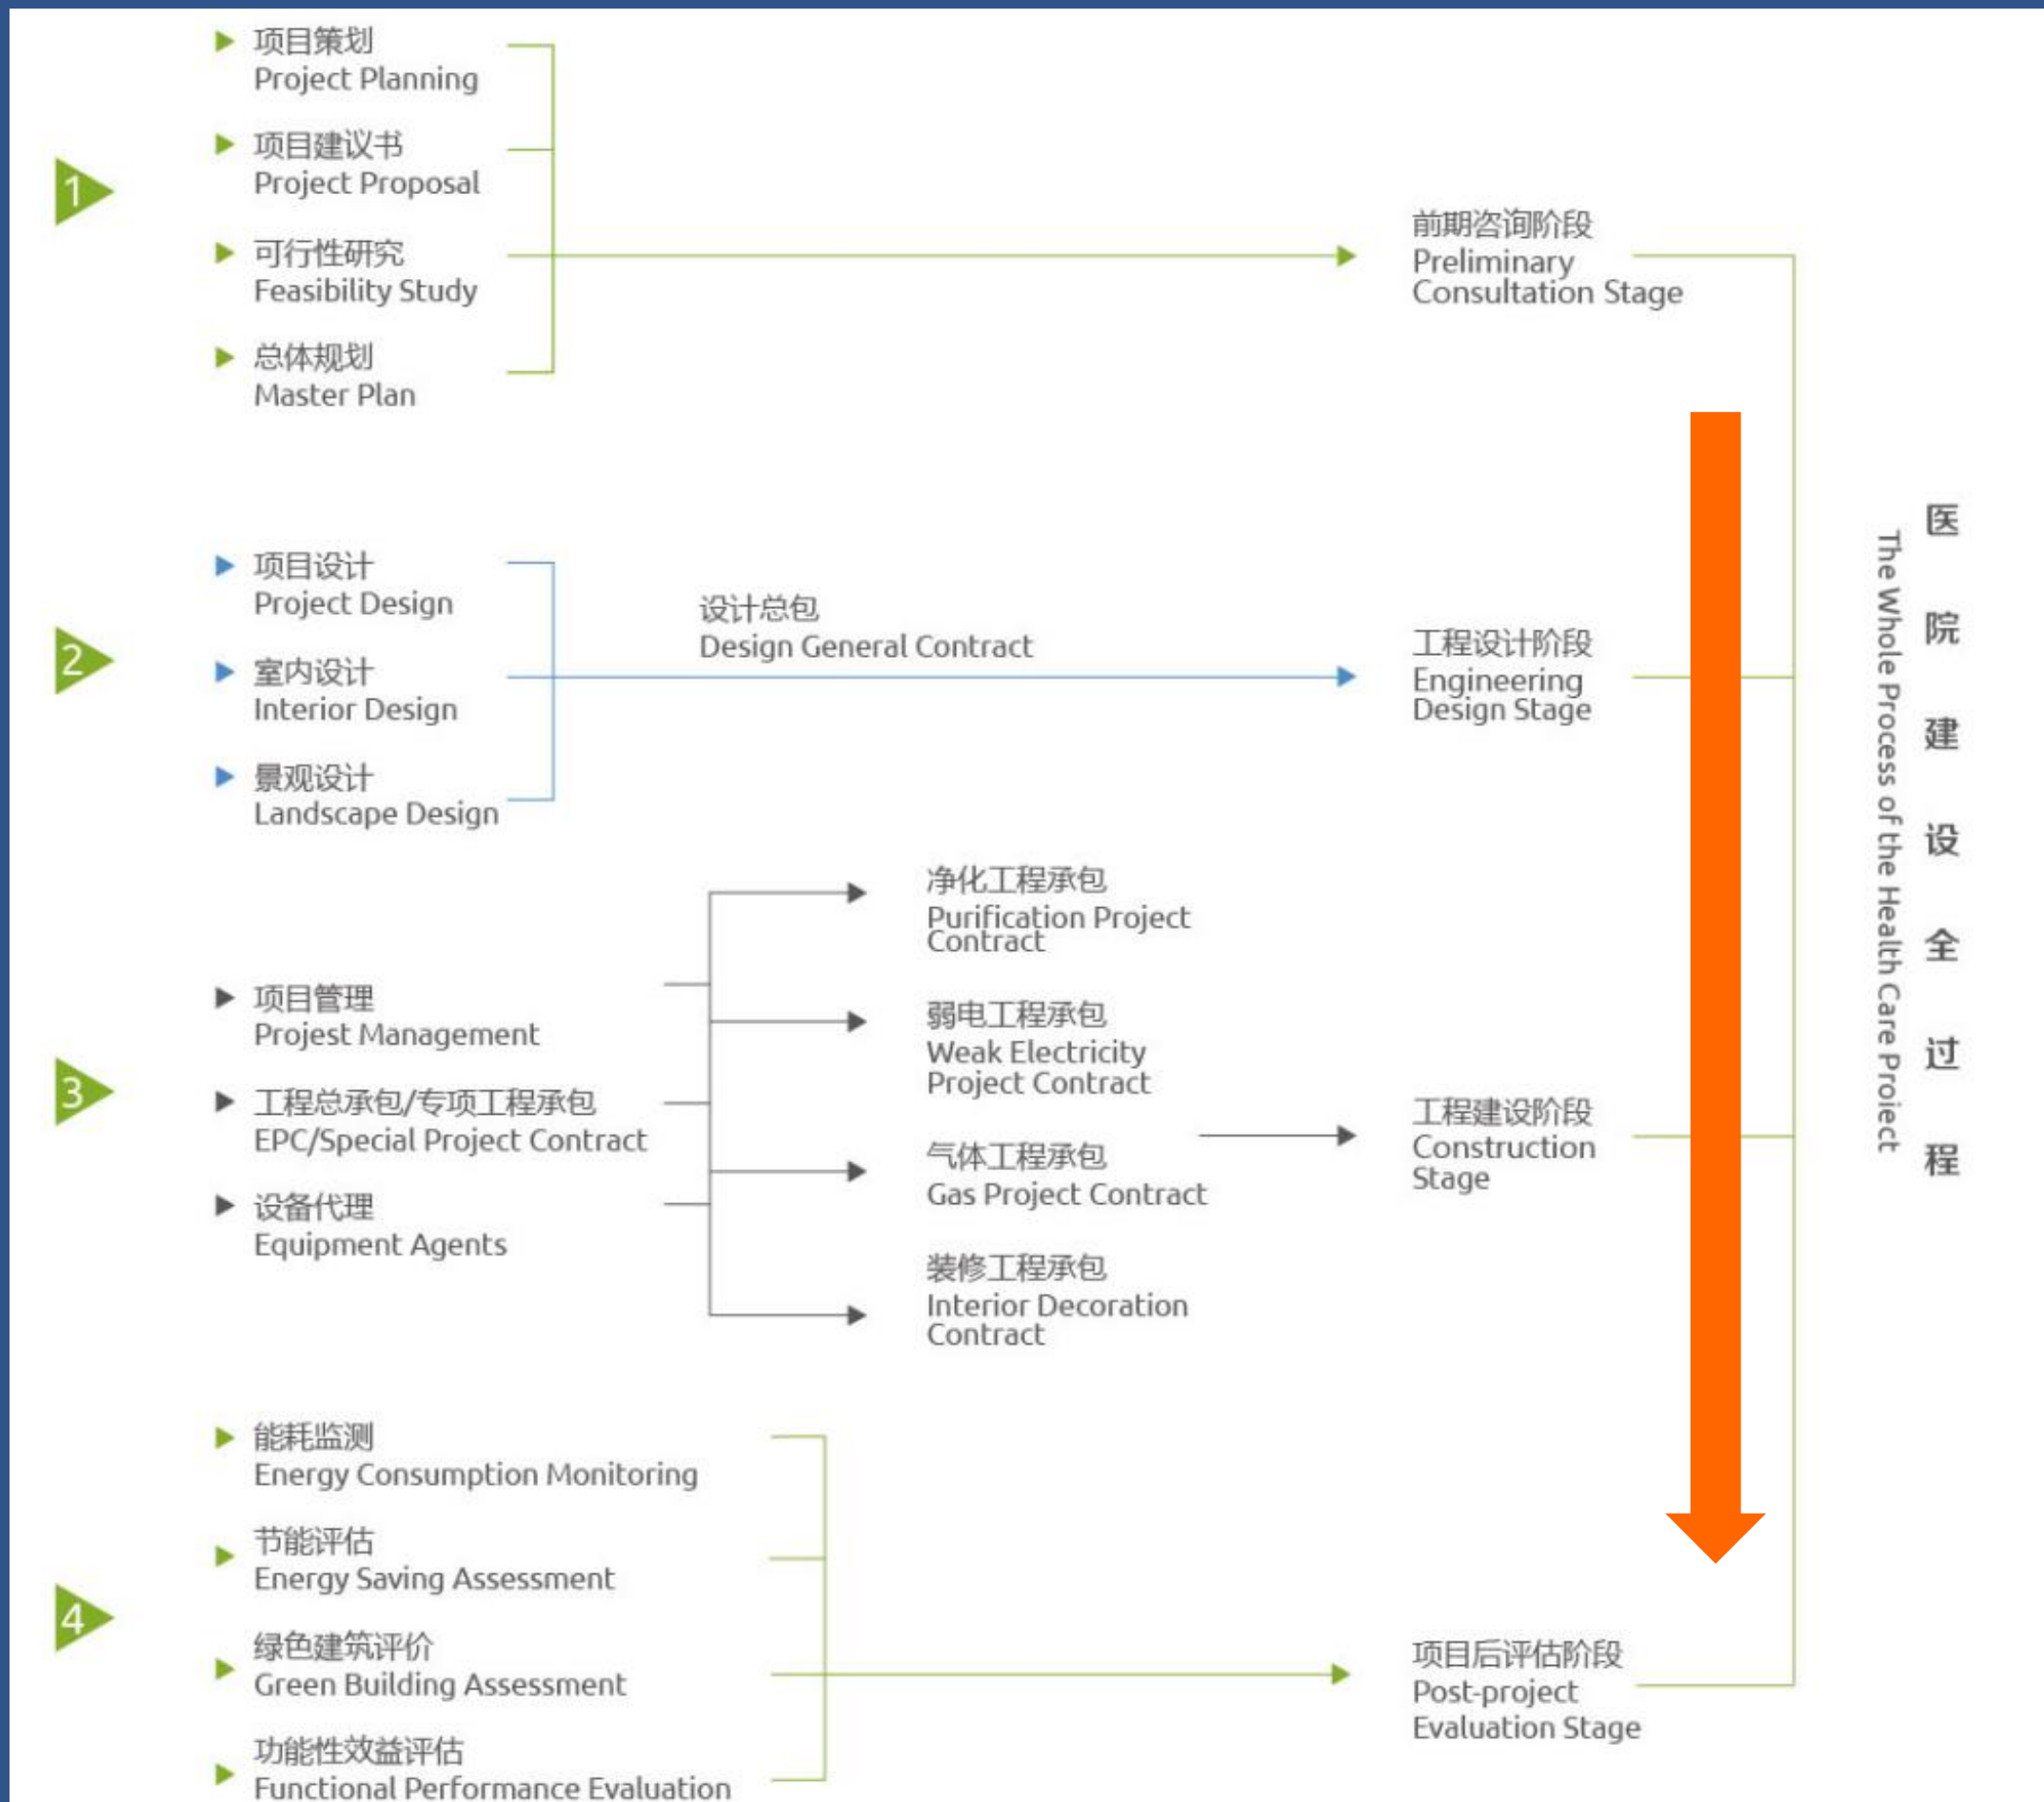 1
项目策划
Project Planning
项目建议书
Project Proposal
可行性研究
Feasibility Study
总体规划
Master Plan
前期咨询阶段
Preliminary
Consultation Stage
2
项目设计
Project Design
室内设计
Interior Design
景观设计
Landscape Design
设计总包
Design General Contract
工程设计阶段
Engineering
Design Stage
3
项目管理
Projest Management
工程总承包/专项工程承包
EPC/Special Project Contract
设备代理
Equipment Agents
净化工程承包
Purification Project
Contract
弱电工程承包
Weak Electricity
Project Contract
气体工程承包
Gas Project Contract
装修工程承包
Interior Decoration
Contract
工程建设阶段
Construction
Stage
4
能耗监测
Energy Consumption Monitoring
节能评估
Energy Saving Assessment
绿色建筑评价
Green Building Assessment
功能性效益评估
Functional Performance Evaluation
项目后评估阶段
Post-project
Evaluation Stage
医院建设全过程
The Whole Process of the Health Care Project